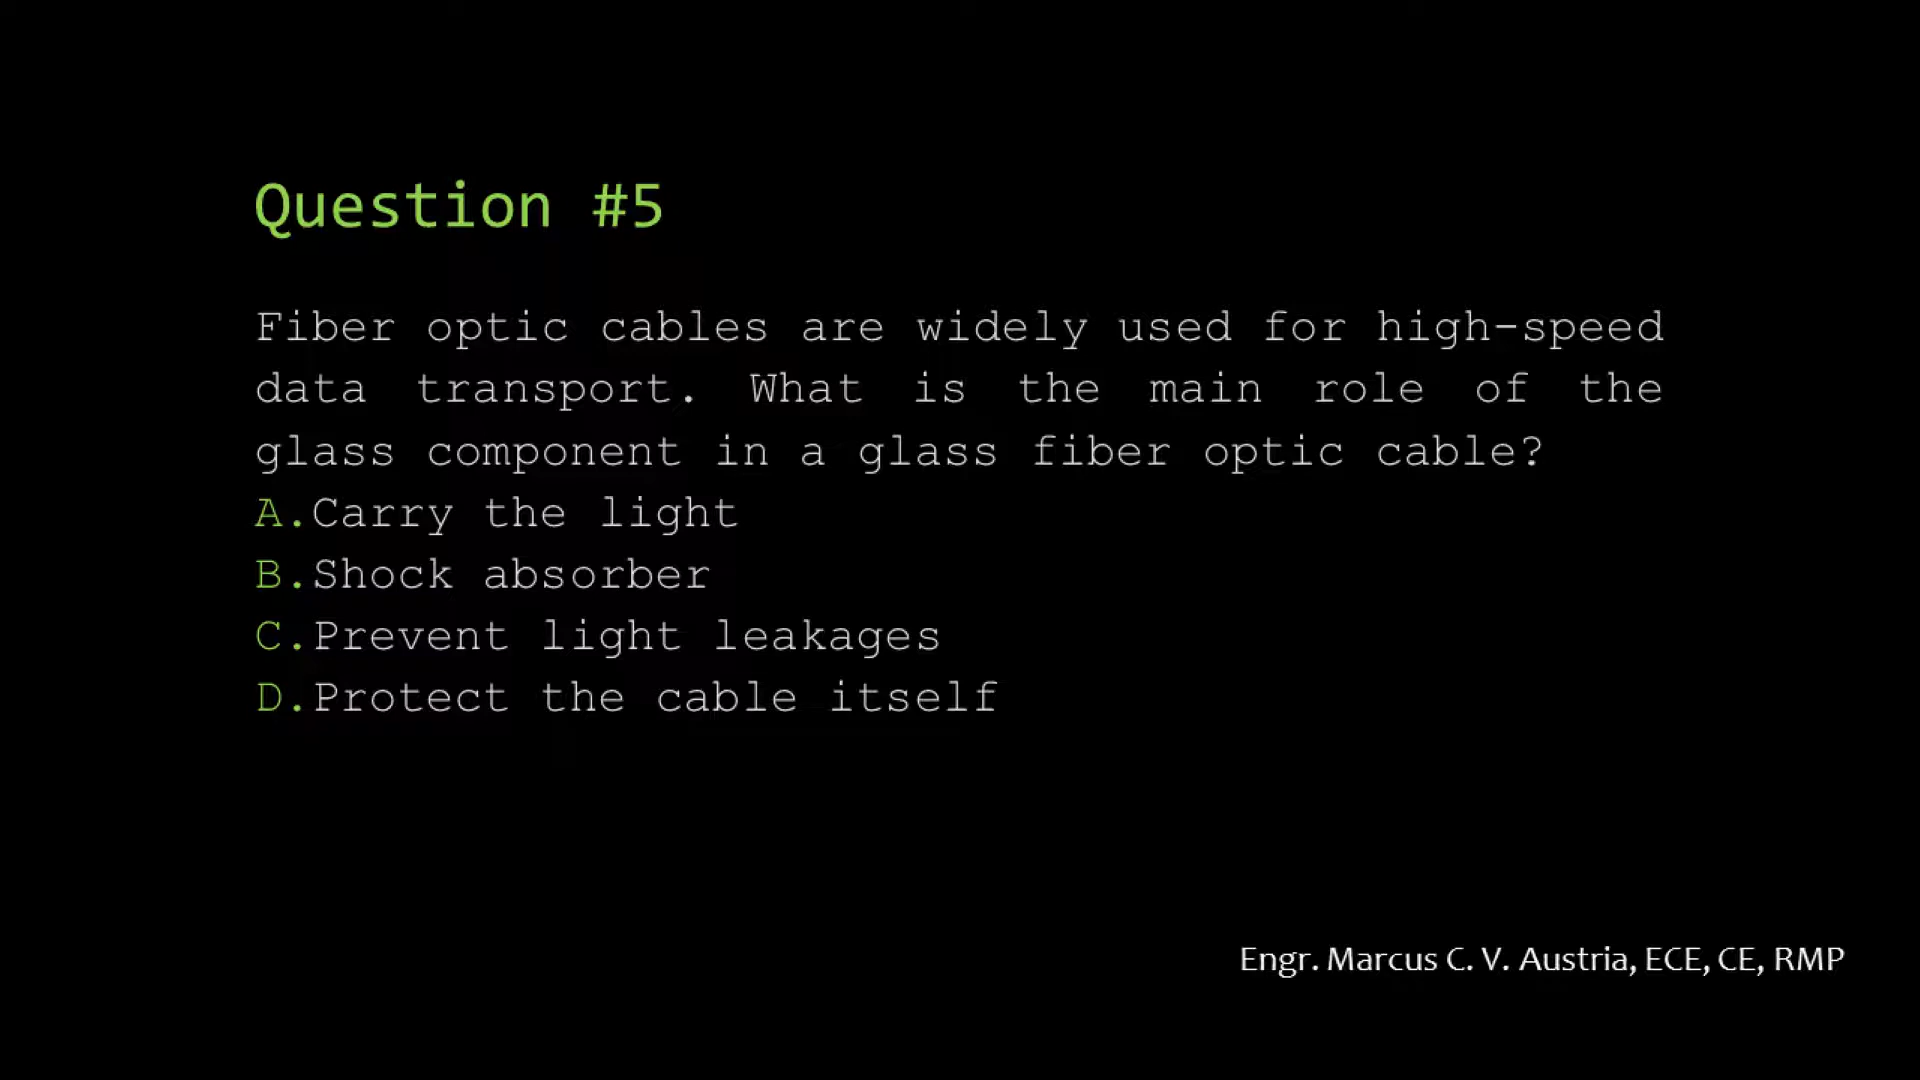 Question #5
Fiber optic cables are widely used for high-speed
data transport. What is the main role of the
glass component in a glass fiber optic cable?
A.Carry the light
B.Shock absorber
C.Prevent light leakages
D.Protect the cable itself
Engr. Marcus C. V. Austria, ECE, CE, RMP